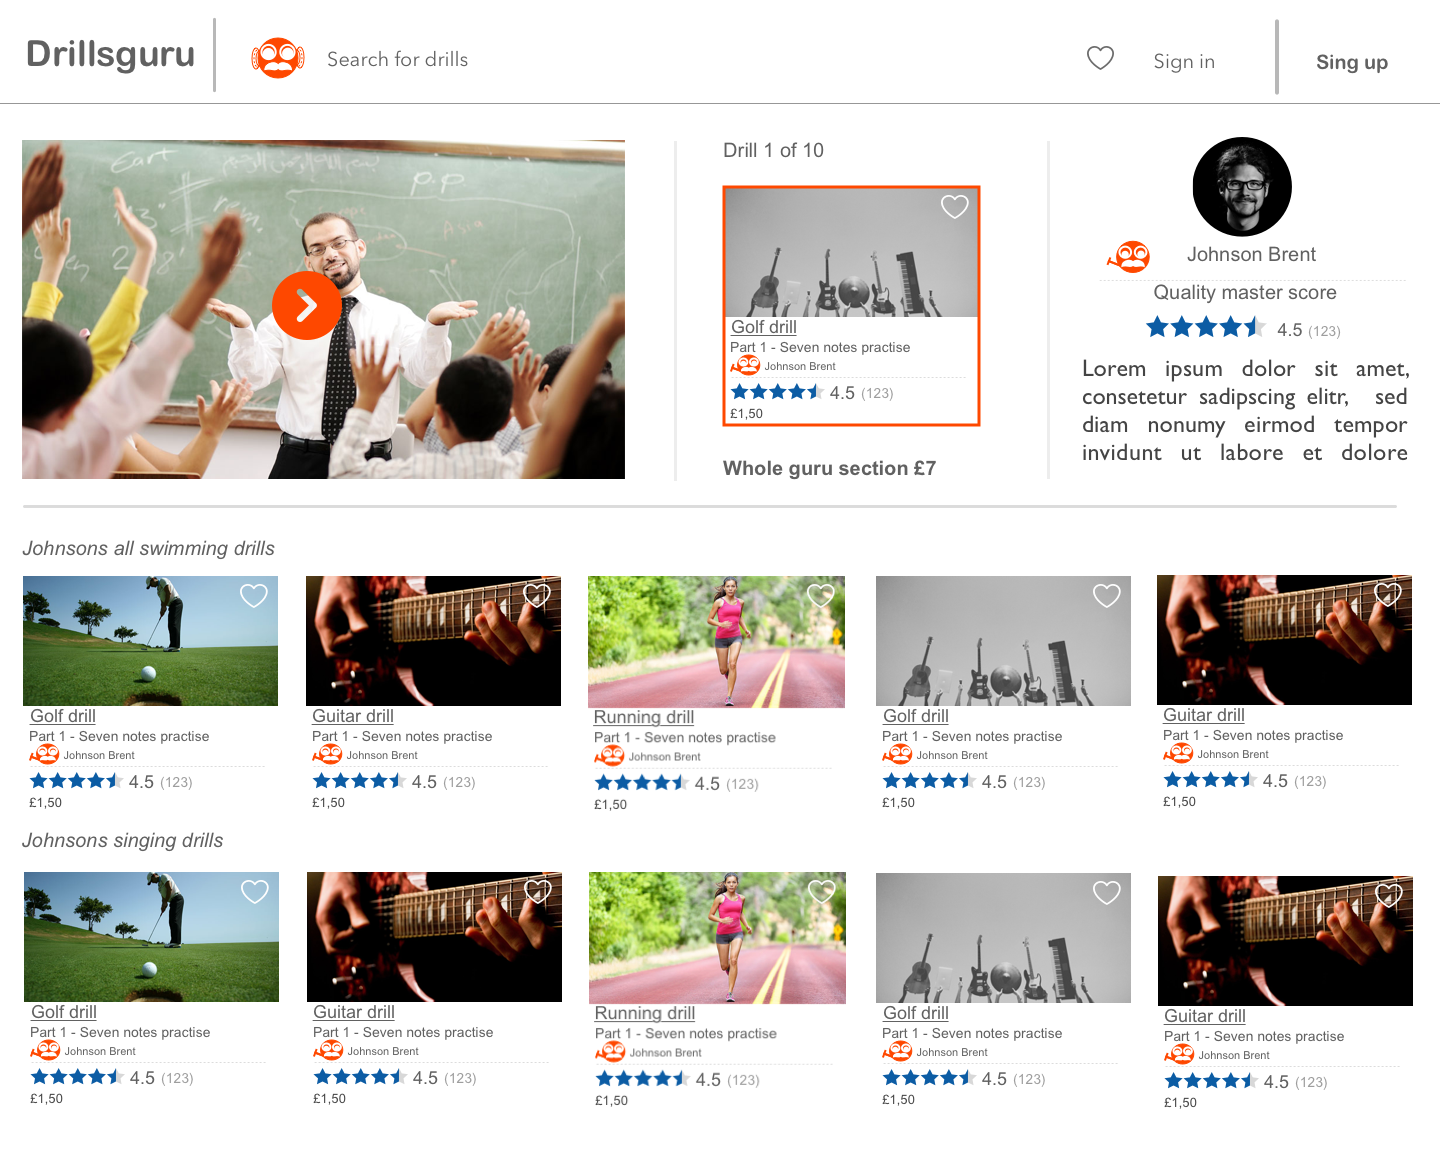 Drillsguru
Search for drills
Sign in
Sing up
Drill 1 of 10
Golf drill
Part 1 - Seven notes practise
Johnson Brent
4.5 (123)
£1,50
Whole guru section £7
Johnson Brent
Quality master score
4.5 (123)
Lorem ipsum dolor sit amet,
consetetur sadipscing elitr, sed
diam nonumy eirmod tempor
invidunt ut labore et dolore
Johnsons all swimming drills
Golf drill
Part 1 - Seven notes practise
Johnson Brent
4.5 (123)
£1,50
Guitar drill
Part 1 - Seven notes practise
Johnson Brent
4.5 (123)
£1,50
Running drill
Part 1 - Seven notes practise
Johnson Brent
4.5 (123)
£1,50
Golf drill
Part 1 - Seven notes practise
Johnson Brent
4.5 (123)
£1,50
Guitar drill
Part 1 - Seven notes practise
Johnson Brent
4.5 (123)
£1,50
Johnsons singing drills
Golf drill
Part 1 - Seven notes practise
Johnson Brent
4.5 (123)
£1,50
Guitar drill
Part 1 - Seven notes practise
Johnson Brent
4.5 (123)
£1,50
Running drill
Part 1 - Seven notes practise
Johnson Brent
4.5 (123)
£1,50
Golf drill
Part 1 - Seven notes practise
Johnson Brent
4.5 (123)
£1,50
Guitar drill
Part 1 - Seven notes practise
Johnson Brent
4.5 (123)
£1,50